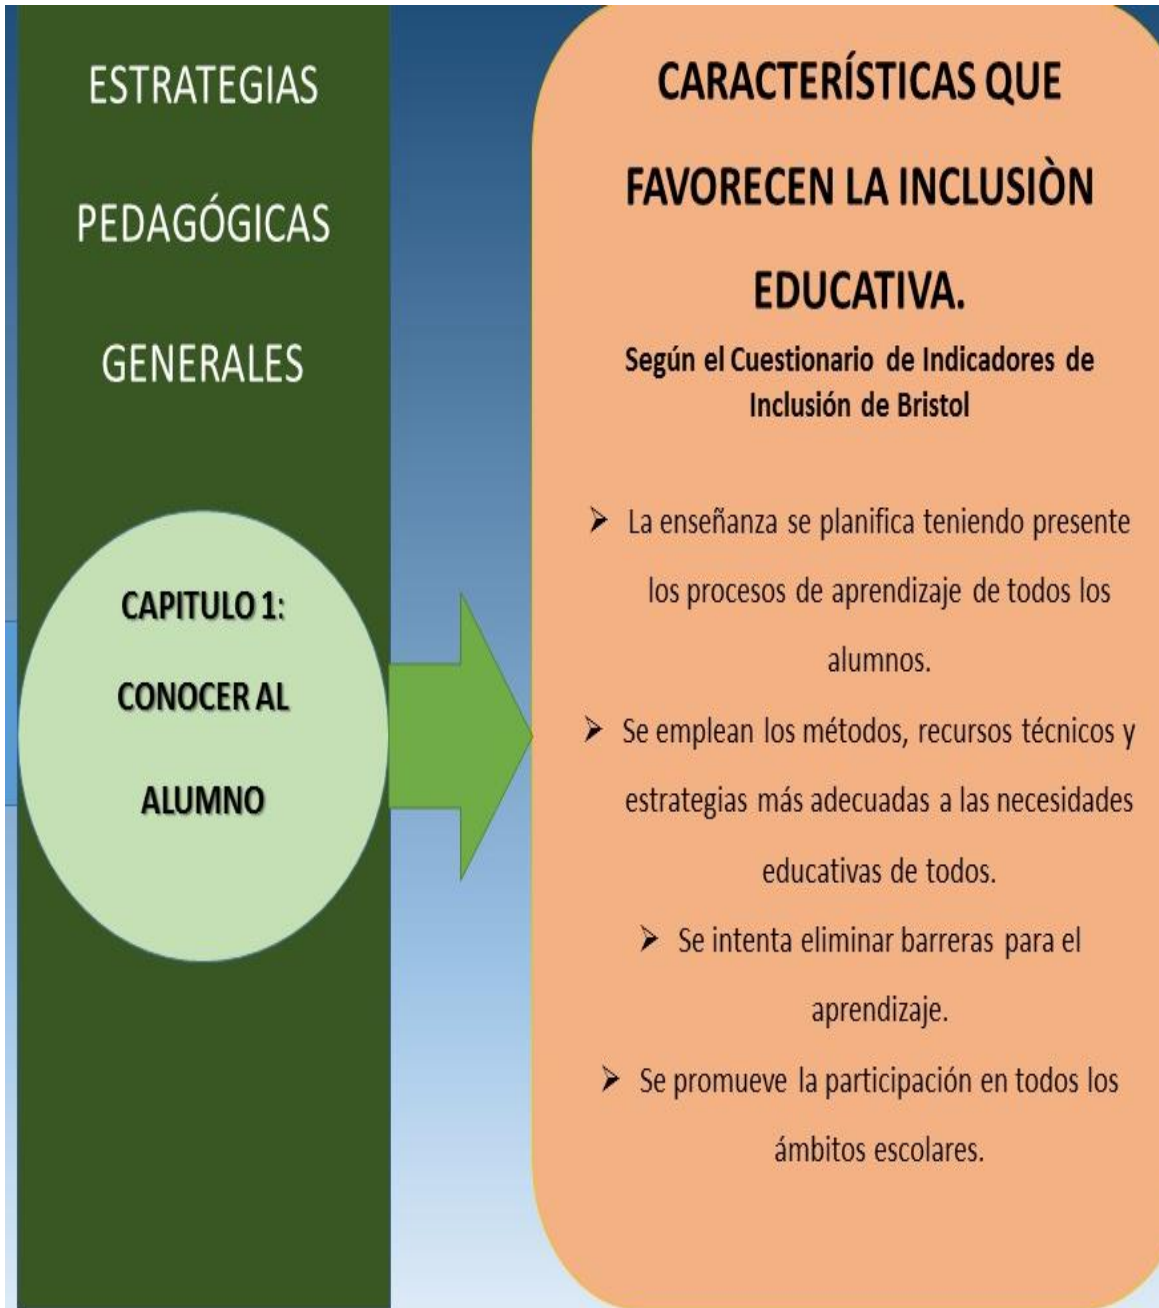 ESTRATEGIAS
PEDAGÓGICAS
GENERALES
CAPITULO 1:
CONOCER AL
ALUMNO
CARACTERÍSTICAS QUE
FAVORECEN LA INCLUSIÒN
EDUCATIVA.
Según el Cuestionario de Indicadores de
Inclusión de Bristol
➢ La enseñanza se planifica teniendo presente
los procesos de aprendizaje de todos los
alumnos.
➢ Se emplean los métodos, recursos técnicos y
estrategias más adecuadas a las necesidades
educativas de todos.
➢ Se intenta eliminar barreras para el
aprendizaje.
➢ Se promueve la participación en todos los
ámbitos escolares.